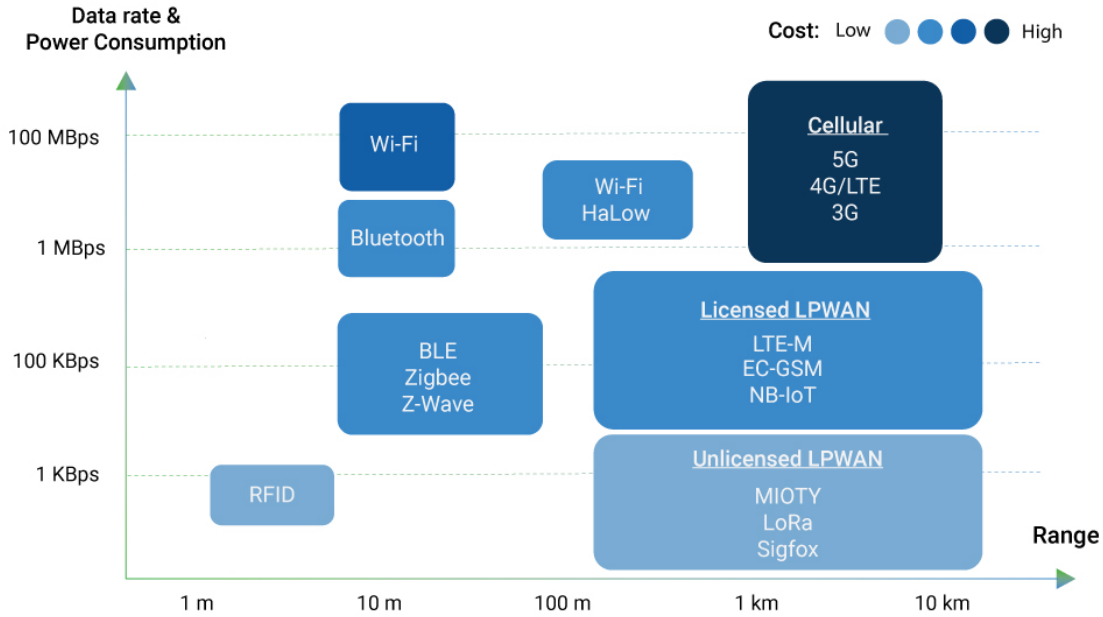 Data rate &
Power Consumption
Cost: Low High
100 MBps
Wi-Fi
Cellular
5G
4G/LTE
3G
Wi-Fi
HaLow
Bluetooth
1 MBps
Licensed LPWAN
LTE-M
EC-GSM
NB-IoT
100 KBps
BLE
Zigbee
Z-Wave
Unlicensed LPWAN
MIOTY
LoRa
Sigfox
1 KBps
RFID
Range
1 m 10 m 100 m 1 km 10 km